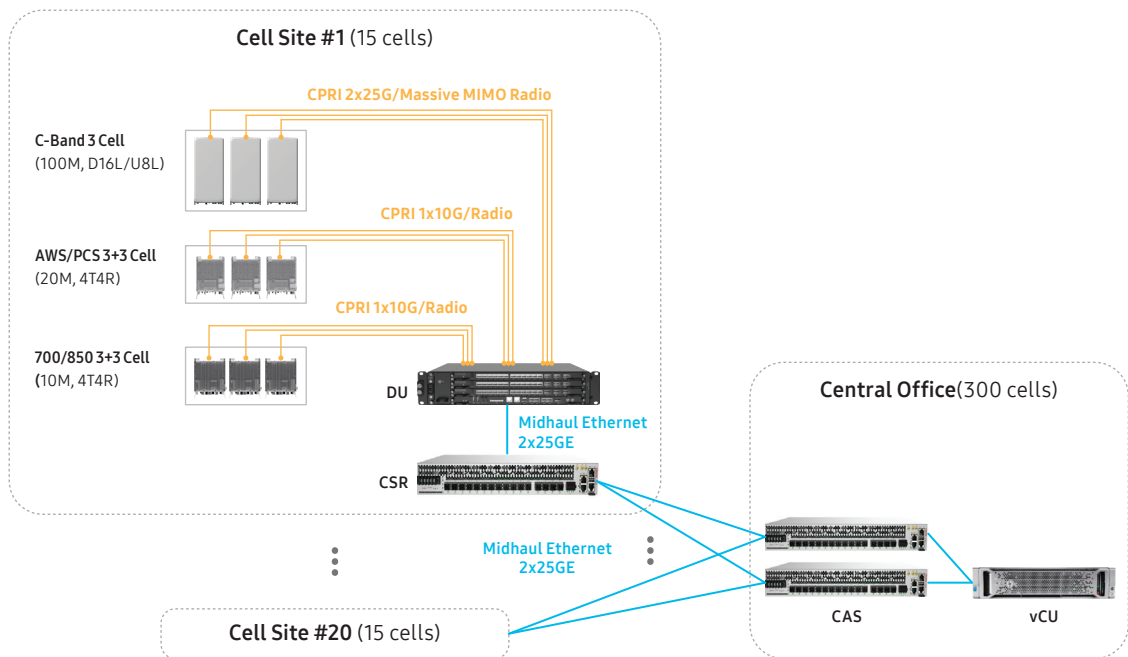 Cell Site #1 (15 cells)
CPRI 2x25G/Massive MIMO Radio
C-Band 3 Cell
(100M, D16L/U8L)
CPRI 1x10G/Radio
AWS/PCS 3+3 Cell
(20M, 4T4R)
CPRI 1x10G/Radio
700/850 3+3 Cell
(10M, 4T4R)
DU
Midhaul Ethernet
2x25GE
CSR
Central Office(300 cells)
Midhaul Ethernet
2x25GE
CAS
vCU
Cell Site #20 (15 cells)